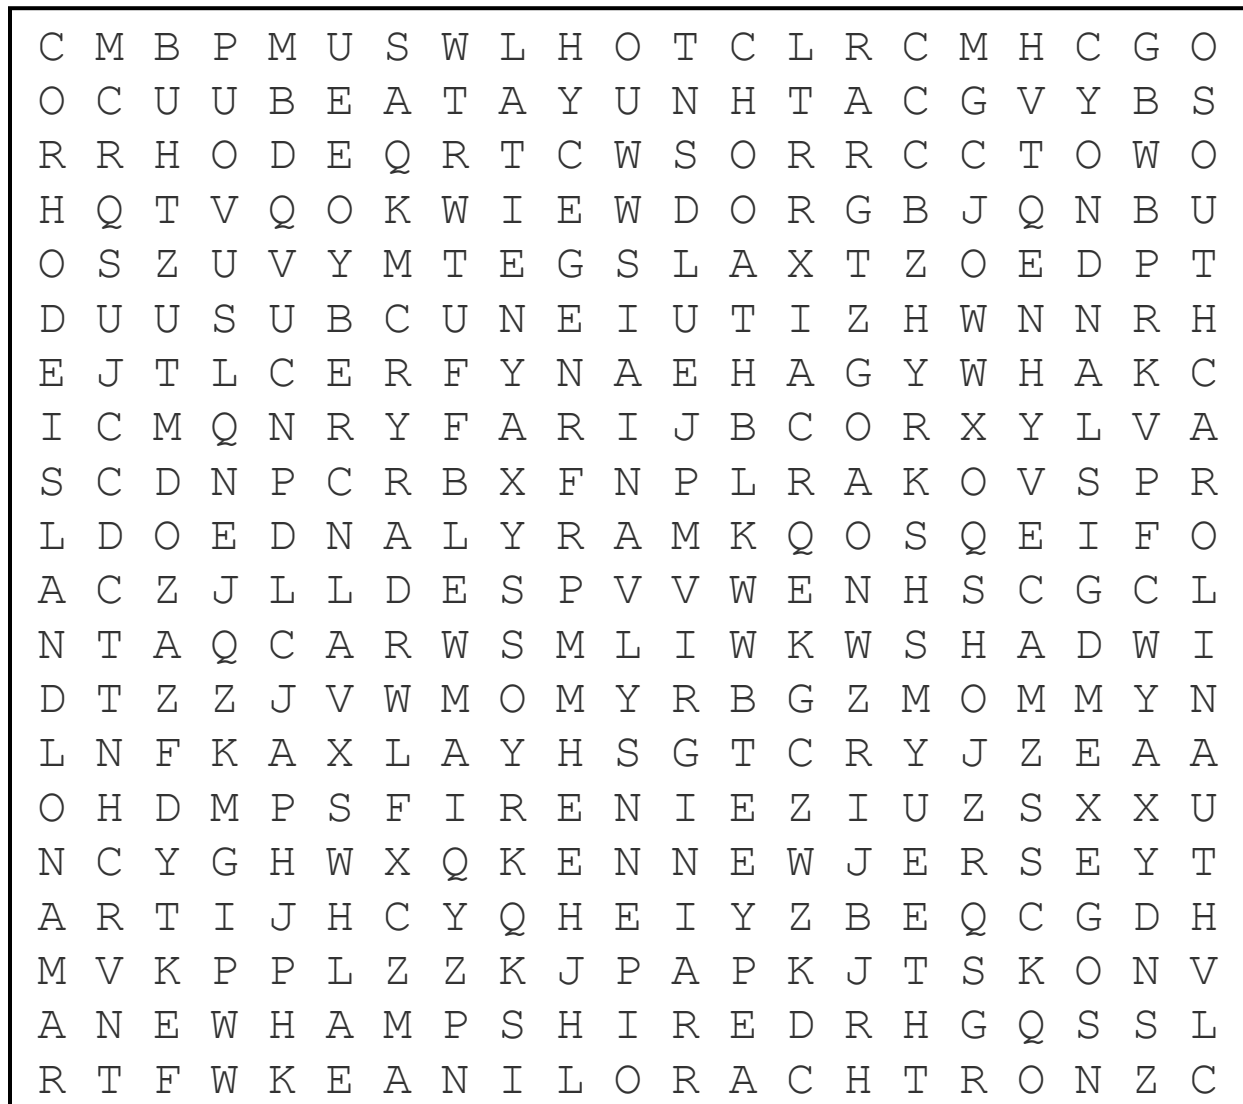 C M B P M U S W L H O T C L R C M H C G O
O C U U B E A T A Y U N H T A C G V Y B S
R R H O D E Q R T C W S O R R C C T O W O
H Q T V Q O K W I E W D O R G B J Q N B U
O S Z U V Y M T E G S L A X T Z O E D P T
D U U S U B C U N E I U T I Z H W N N R H
E J T L C E R F Y N A E H A G Y W H A K C
I C M Q N R Y F A R I J B C O R X Y L V A
S C D N P C R B X F N P L R A K O V S P R
L D O E D N A L Y R A M K Q O S Q E I F O
A C Z J L L D E S P V V W E N H S C G C L
N T A Q C A R W S M L I W K W S H A D W I
D T Z Z J V W M O M Y R B G Z M O M M Y N
L N F K A X L A Y H S G T C R Y J Z E A A
O H D M P S F I R E N I E Z I U Z S X X U
N C Y G H W X Q K E N N E W J E R S E Y T
A R T I J H C Y Q H E I Y Z B E Q C G D H
M V K P P L Z Z K J P A P K J T S K O N V
A N E W H A M P S H I R E D R H G Q S S L
R T F W K E A N I L O R A C H T R O N Z C